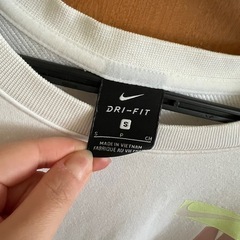 DRI-FIT
S
S P CH
MADE IN VIETNAM
FABRIQUÉ AU VIETNAM